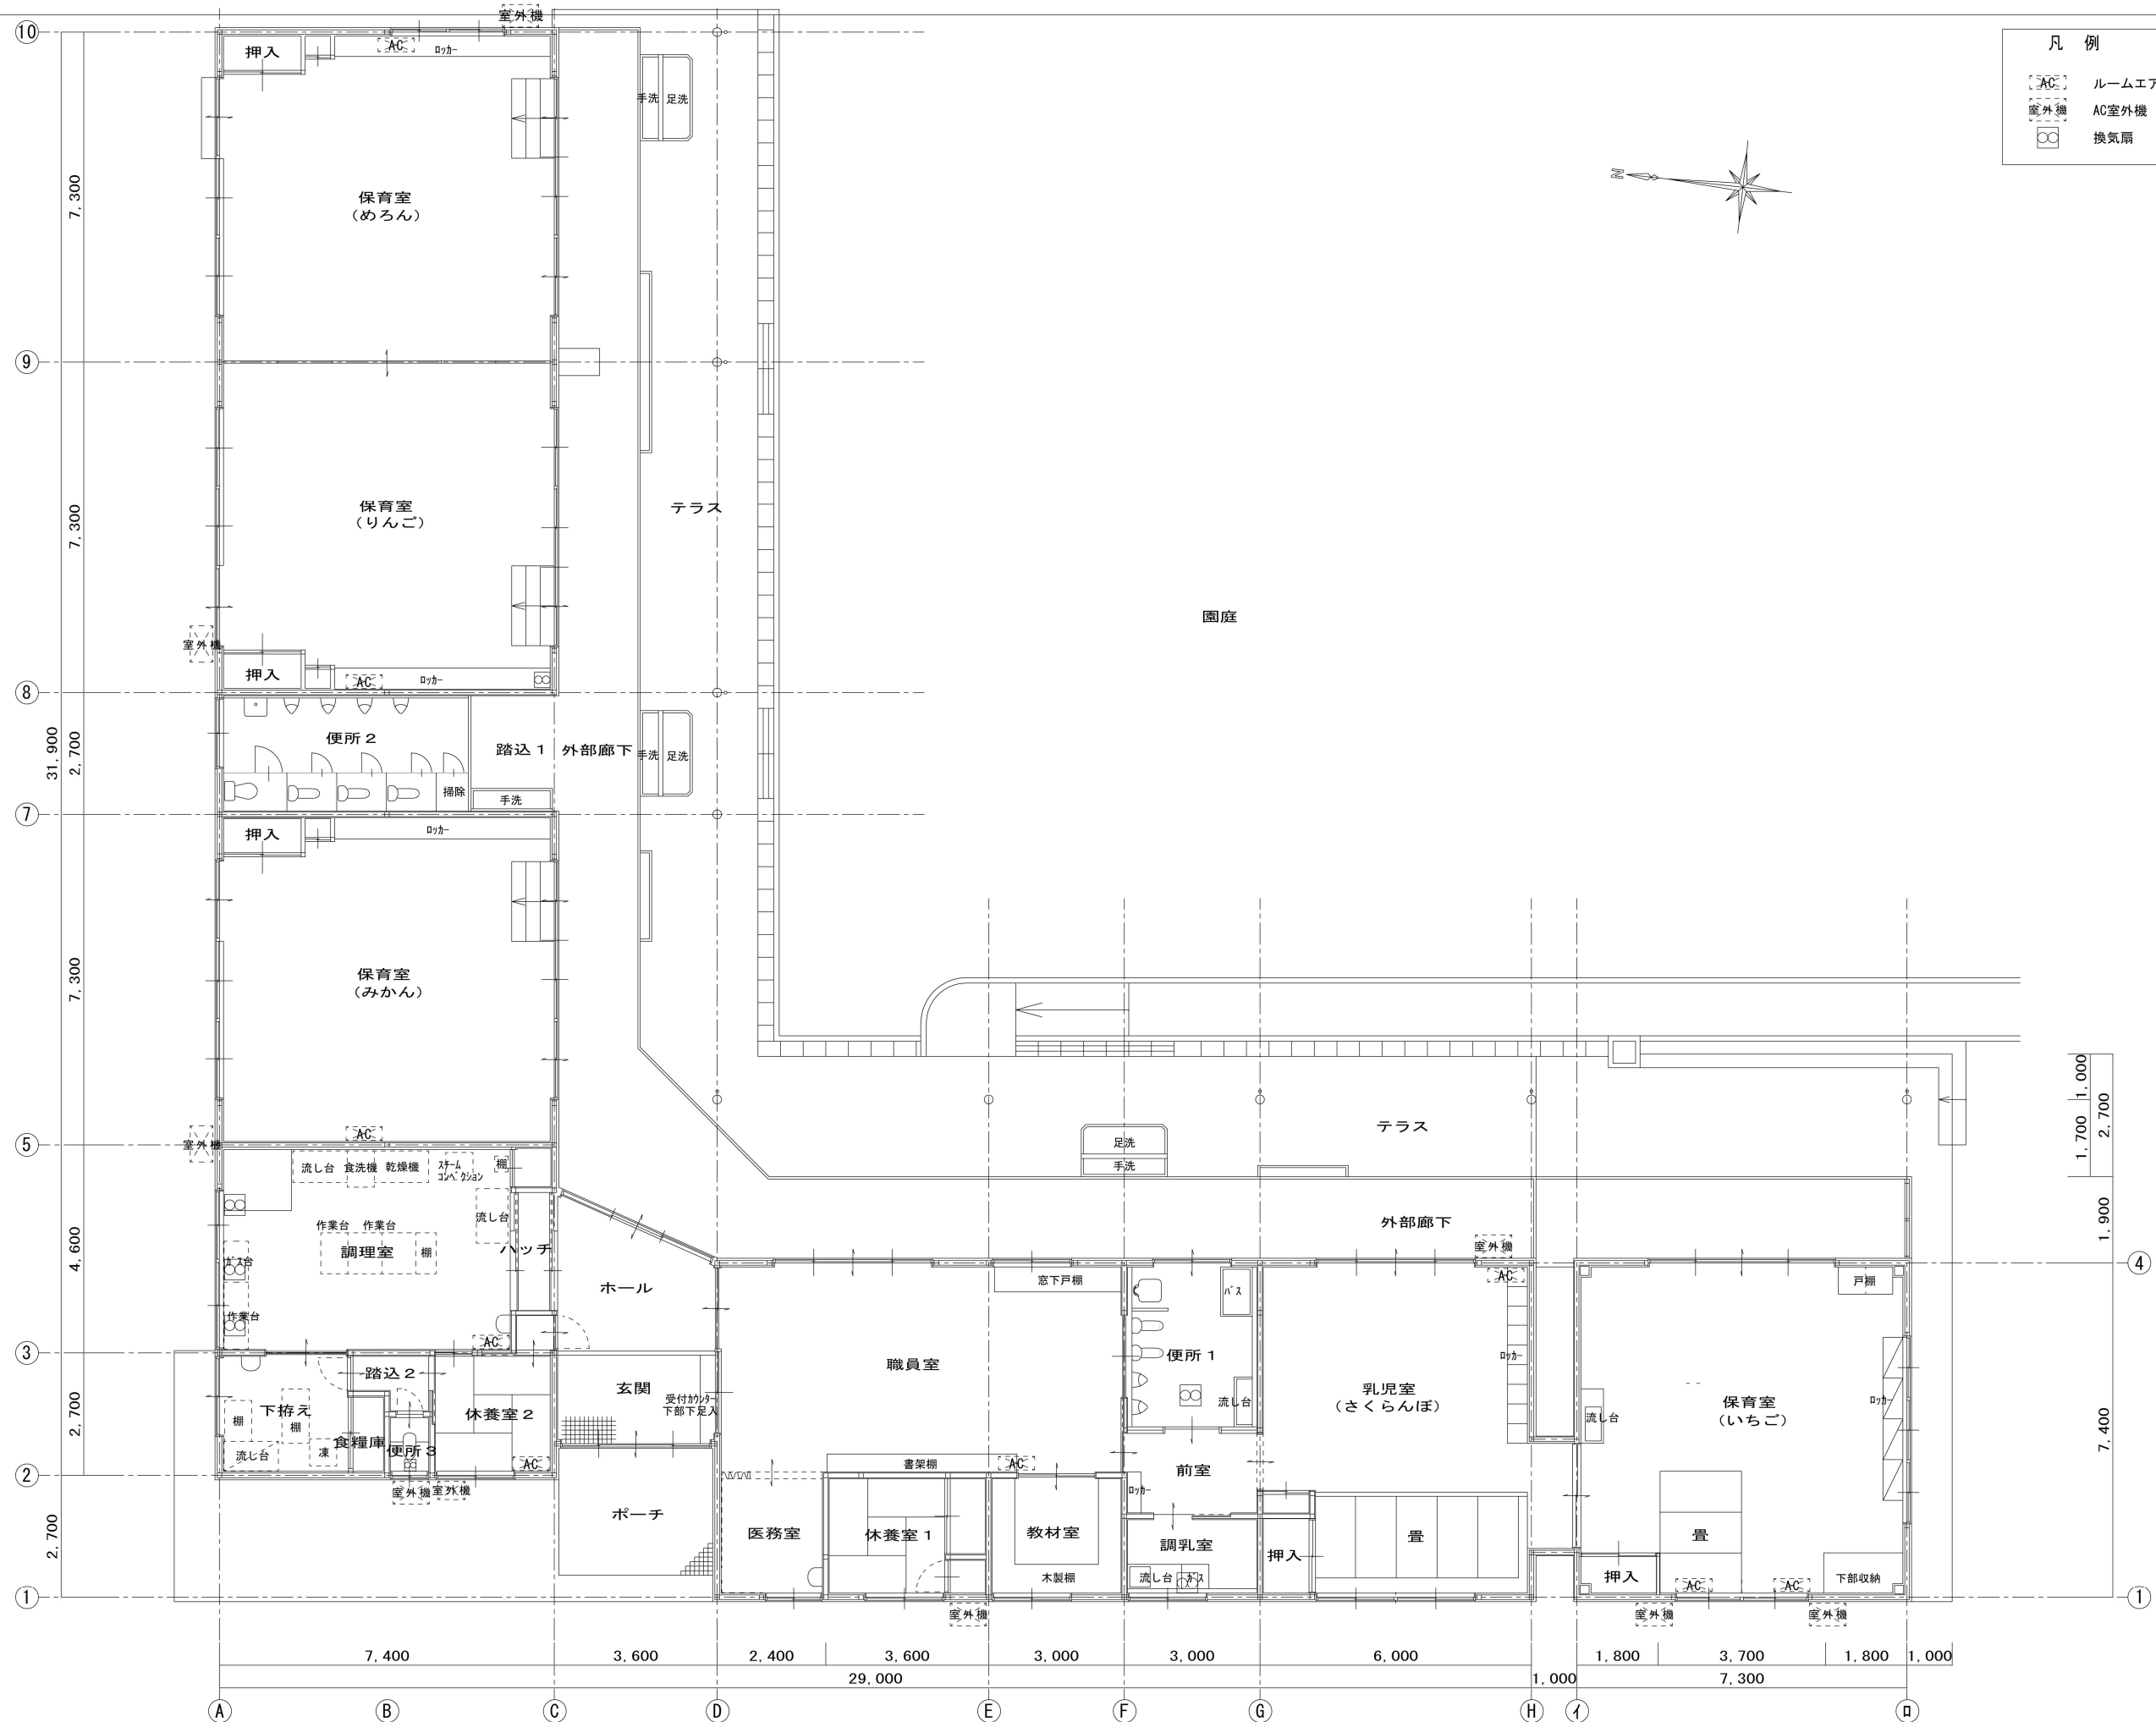 室外機
10
押入
AC
ロッカー
手洗
足洗
凡 例
AC
ルームエア
室外機
AC室外機
換気扇
N
7,300
保育室
(めろん)
9
7,300
保育室
(りんご)
テラス
園庭
室外機
押入
AC
ロッカー
8
31,900
2,700
便所2
踏込1
外部廊下
手洗
足洗
掃除
手洗
7
押入
ロッカー
7,300
保育室
(みかん)
室外機
5
AC
流し台
食洗機
乾燥機
スチーム
コンベクション
棚
流し台
作業台
作業台
調理室
棚
ハッチ
ガス台
作業台
AC
4,600
ホール
足洗
手洗
テラス
外部廊下
室外機
1,000
1,700
2,700
1,900
窓下戸棚
バス
AC
戸棚
4
3
踏込2
玄関
受付カウンター
下部下足入
職員室
便所1
流し台
乳児室
(さくらんぼ)
ロッカー
流し台
保育室
(いちご)
ロッカー
7,400
2,700
下拵え
棚
棚
流し台
凍
食糧庫
便所3
休養室2
AC
2
室外機
室外機
書架棚
AC
前室
ロッカー
2,700
ポーチ
医務室
休養室1
教材室
木製棚
調乳室
流し台
ガス
押入
畳
畳
押入
AC
AC
下部収納
1
1
室外機
室外機
室外機
7,400
3,600
2,400
3,600
3,000
3,000
6,000
1,800
3,700
1,800
1,000
29,000
1,000
7,300
A
B
C
D
E
F
G
H
イ
ロ